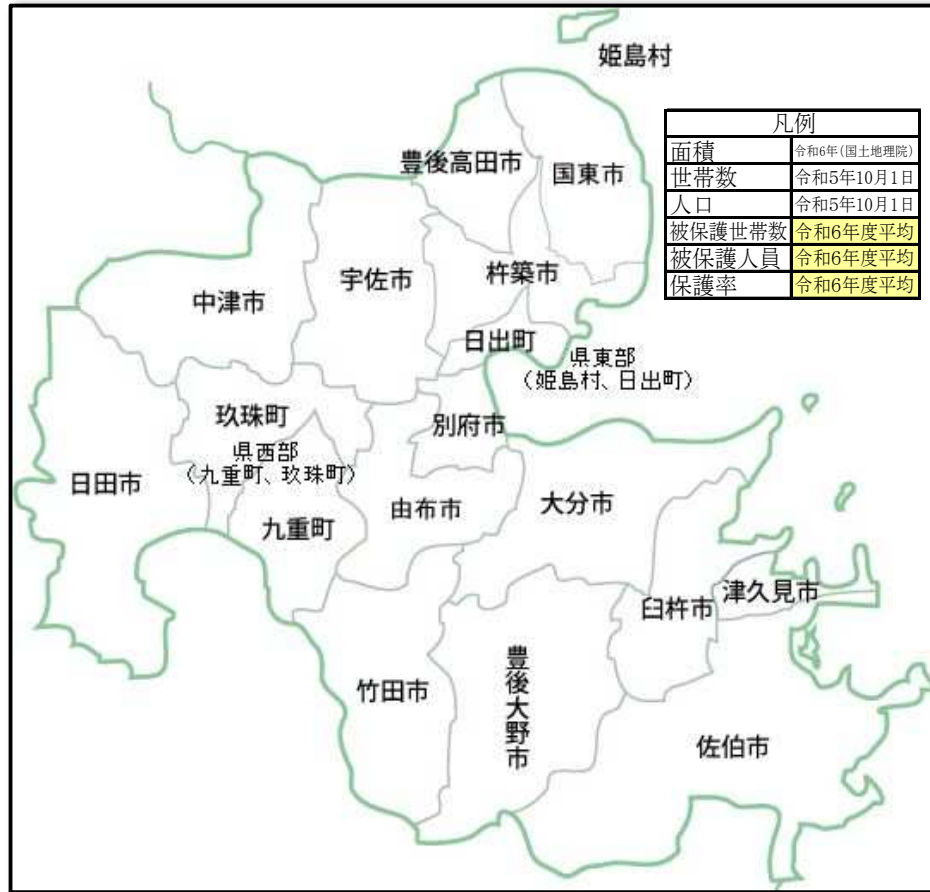 姫島村
凡例
面積 令和6年(国土地理院)
世帯数 令和5年10月1日
人口 令和5年10月1日
被保護世帯数 令和6年度平均
被保護人員 令和6年度平均
保護率 令和6年度平均
豊後高田市
国東市
中津市
宇佐市
杵築市
日出町
県東部
(姫島村、日出町)
玖珠町
別府市
県西部
(九重町、玖珠町)
日田市
九重町
由布市
大分市
臼杵市
津久見市
竹田市
豊後大野市
佐伯市